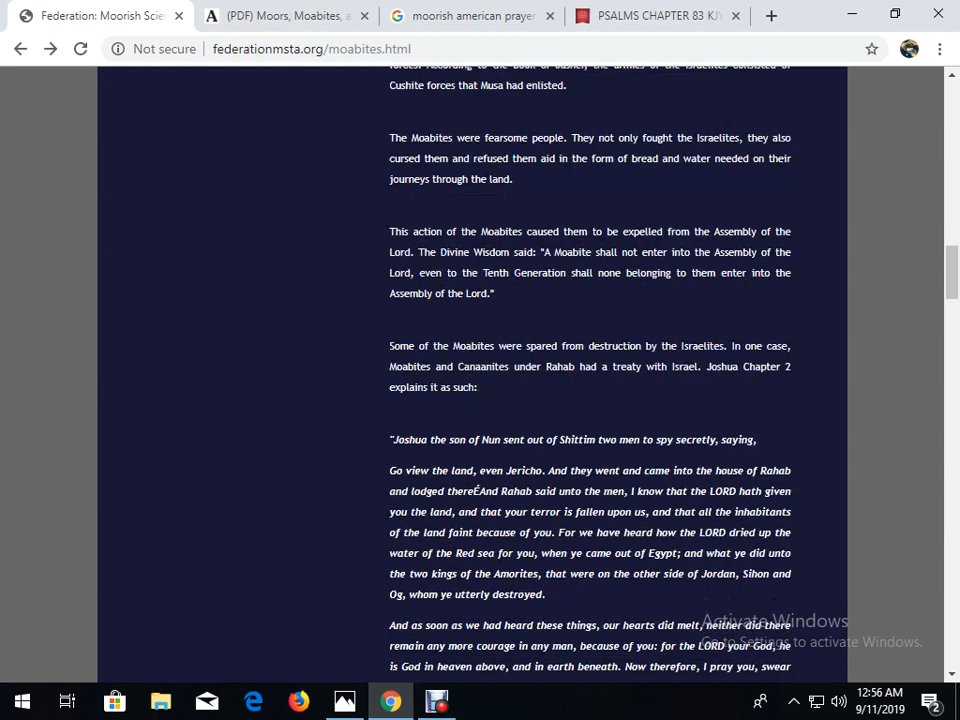 Federation: Moorish Scie
(PDF) Moors, Moabites, a
moorish american prayer
PSALMS CHAPTER 83 KJV
Not secure
federationmsta.org/moabites.html
forces. According to the book of Jasher, the armies of the Israelites consisted of
Cushite forces that Musa had enlisted.
The Moabites were fearsome people. They not only fought the Israelites, they also
cursed them and refused them aid in the form of bread and water needed on their
journeys through the land.
This action of the Moabites caused them to be expelled from the Assembly of the
Lord. The Divine Wisdom said: "A Moabite shall not enter into the Assembly of the
Lord, even to the Tenth Generation shall none belonging to them enter into the
Assembly of the Lord."
Some of the Moabites were spared from destruction by the Israelites. In one case,
Moabites and Canaanites under Rahab had a treaty with Israel. Joshua Chapter 2
explains it as such:
"Joshua the son of Nun sent out of Shittim two men to spy secretly, saying,
Go view the land, even Jericho. And they went and came into the house of Rahab
and lodged thereÉAnd Rahab said unto the men, I know that the LORD hath given
you the land, and that your terror is fallen upon us, and that all the inhabitants
of the land faint because of you. For we have heard how the LORD dried up the
water of the Red sea for you, when ye came out of Egypt; and what ye did unto
the two kings of the Amorites, that were on the other side of Jordan, Sihon and
Og, whom ye utterly destroyed.
And as soon as we had heard these things, our hearts did melt, neither did there
remain any more courage in any man, because of you: for the LORD your God, he
is God in heaven above, and in earth beneath. Now therefore, I pray you, swear
Activate Windows
Go to Settings to activate Windows.
12:56 AM
9/11/2019
2